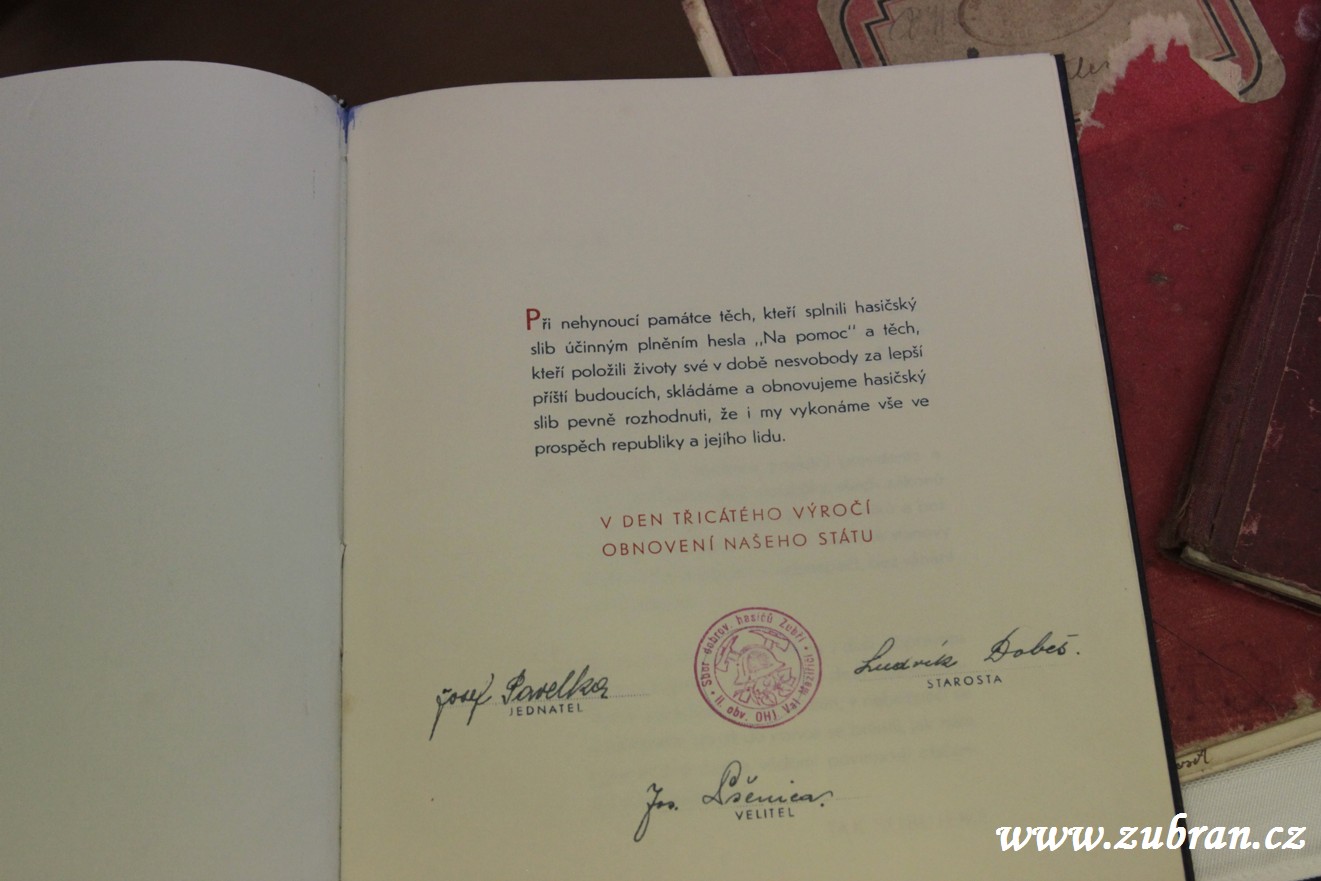 Při nehynoucí památce těch, kteří splnili hasičský
slib účinným plněním hesla „Na pomoc“ a těch,
kteří položili životy své v době nesvobody za lepší
příští budoucích, skládáme a obnovujeme hasičský
slib pevně rozhodnuti, že i my vykonáme vše ve
prospěch republiky a jejího lidu.
V DEN TŘICÁTÉHO VÝROČÍ
OBNOVENÍ NAŠEHO STÁTU
Sbor dobrov. hasičů Zubří
II. obv. OHJ Val-Meziříčí
Josef Pavelka
JEDNATEL
Ludvík Dobeš.
STAROSTA
Jos. Pšenica
VELITEL
www.zubran.cz